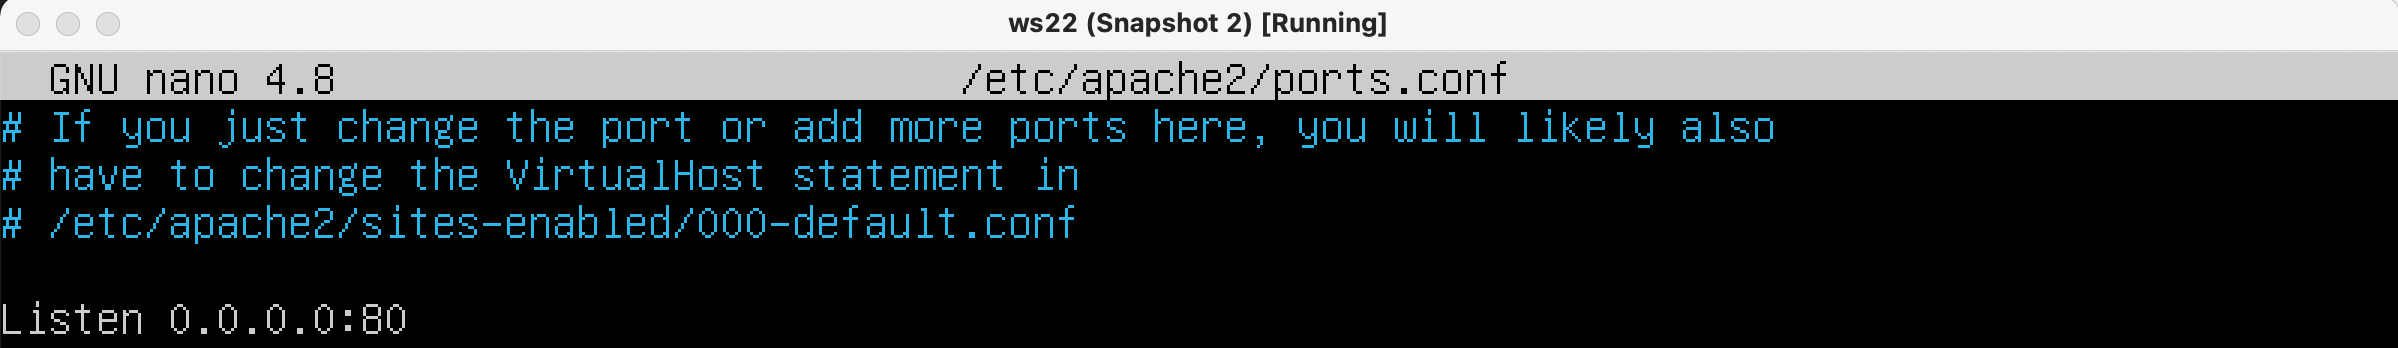 ws22 (Snapshot 2) [Running]
GNU nano 4.8 /etc/apache2/ports.conf
# If you just change the port or add more ports here, you will likely also
# have to change the VirtualHost statement in
# /etc/apache2/sites-enabled/000-default.conf
Listen 0.0.0.0:80